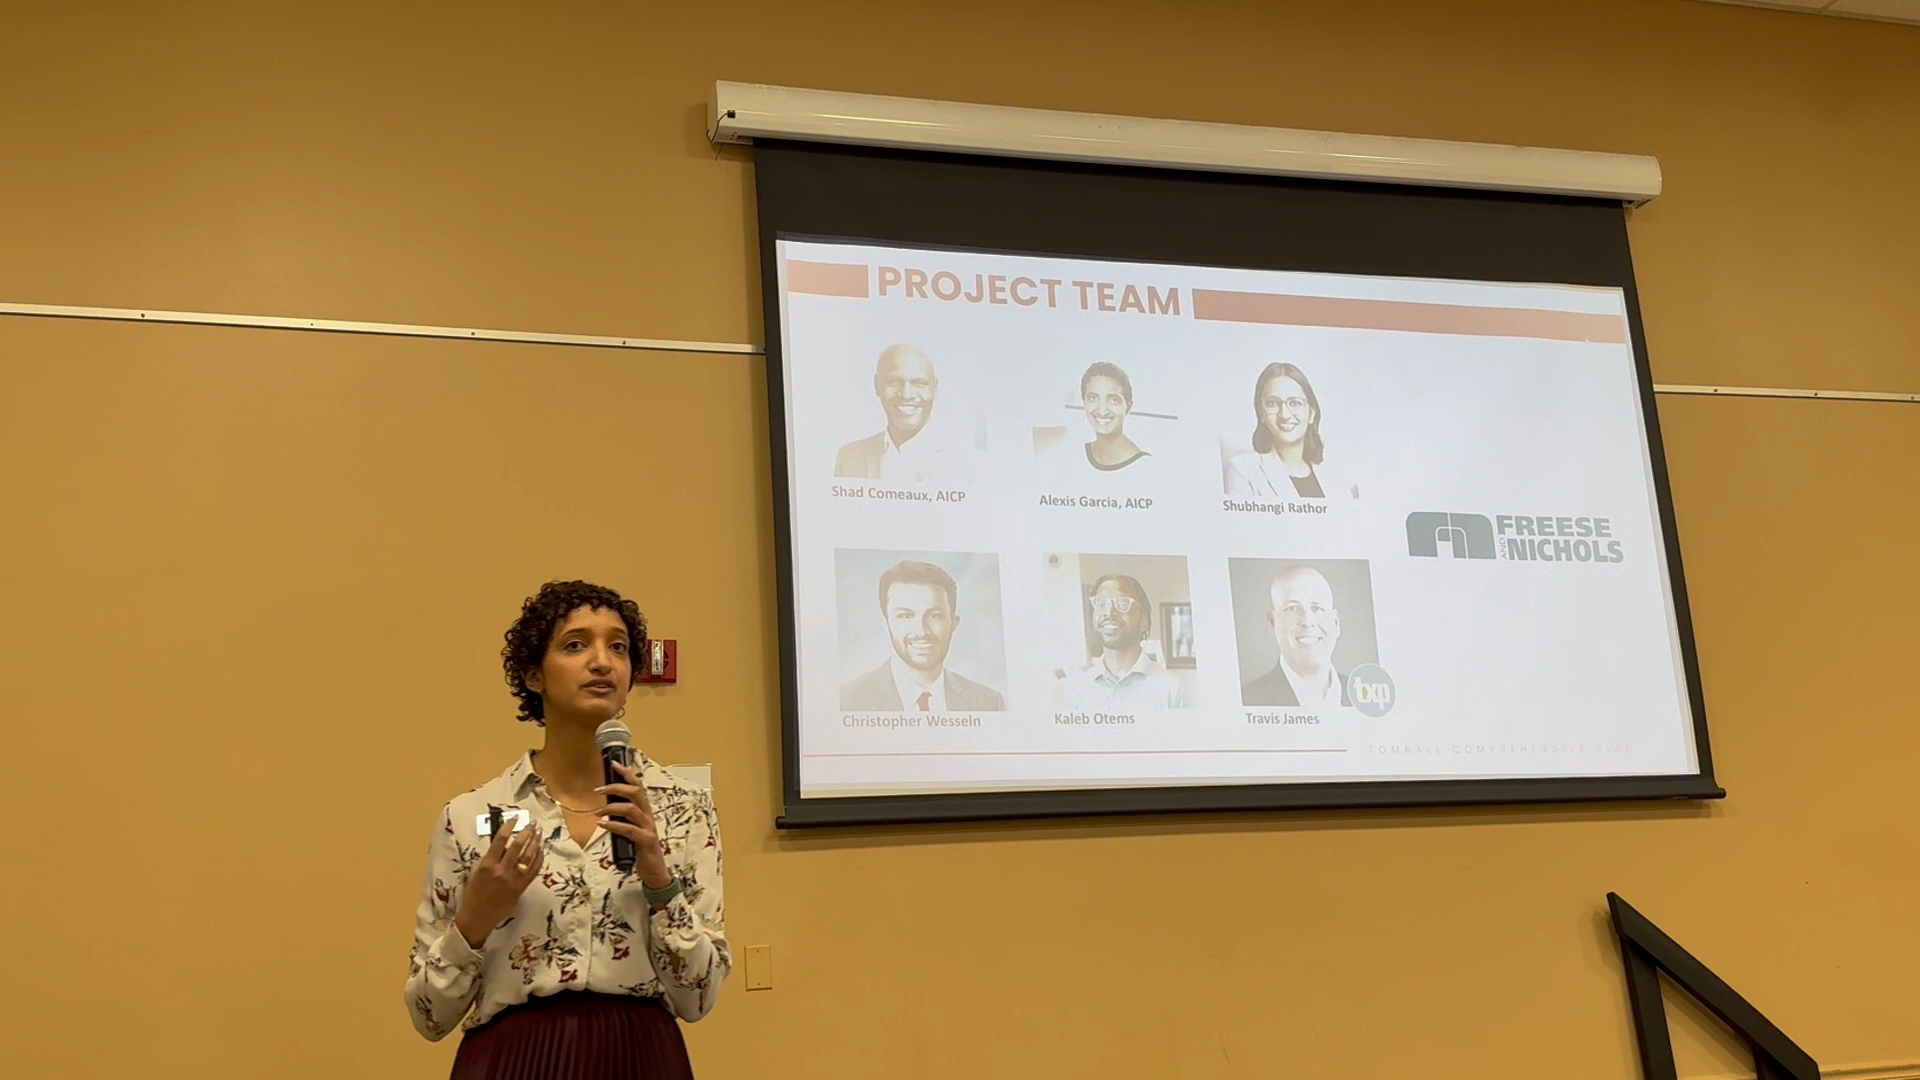 PROJECT TEAM
Shad Comeaux, AICP
Alexis Garcia, AICP
Shubhangi Rathor
FREESE
AND NICHOLS
Christopher Wesseln
Kaleb Otems
Travis James
txp
TOMBALL COMPREHENSIVE PLAN